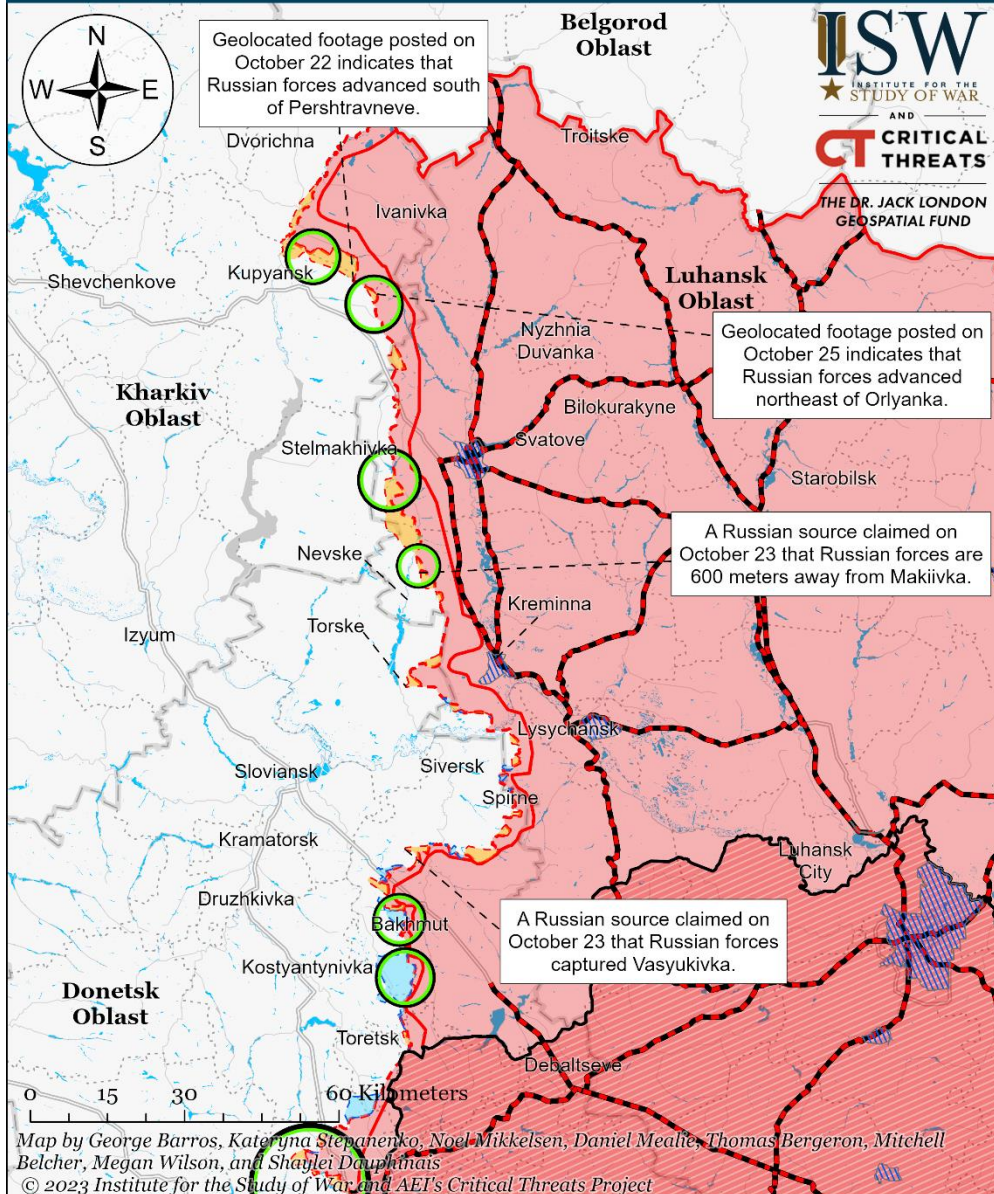 N
W
E
S
Geolocated footage posted on
October 22 indicates that
Russian forces advanced south
of Pershtravneve.
Belgorod
Oblast
ISW
INSTITUTE FOR THE
STUDY OF WAR
AND
CT CRITICAL
THREATS
THE DR. JACK LONDON
GEOSPATIAL FUND
Dvorichna
Troitske
Ivanivka
Kupyansk
Shevchenkove
Luhansk
Oblast
Nyzhnia
Duvanka
Geolocated footage posted on
October 25 indicates that
Russian forces advanced
northeast of Orlyanka.
Kharkiv
Oblast
Bilokurakyne
Stelmakhivka
Svatove
Starobilsk
A Russian source claimed on
October 23 that Russian forces are
600 meters away from Makiivka.
Nevske
Kreminna
Torske
Izyum
Lysychansk
Siversk
Sloviansk
Spirne
Kramatorsk
Luhansk
City
Druzhkivka
Bakhmut
A Russian source claimed on
October 23 that Russian forces
captured Vasyukivka.
Kostyantynivka
Donetsk
Oblast
Toretsk
Debaltseve
0 15 30 60 Kilometers
Map by George Barros, Kateryna Stepanenko, Noel Mikkelsen, Daniel Mealie, Thomas Bergeron, Mitchell
Belcher, Megan Wilson, and Shaylei Dauphinais
© 2023 Institute for the Study of War and AEI's Critical Threats Project